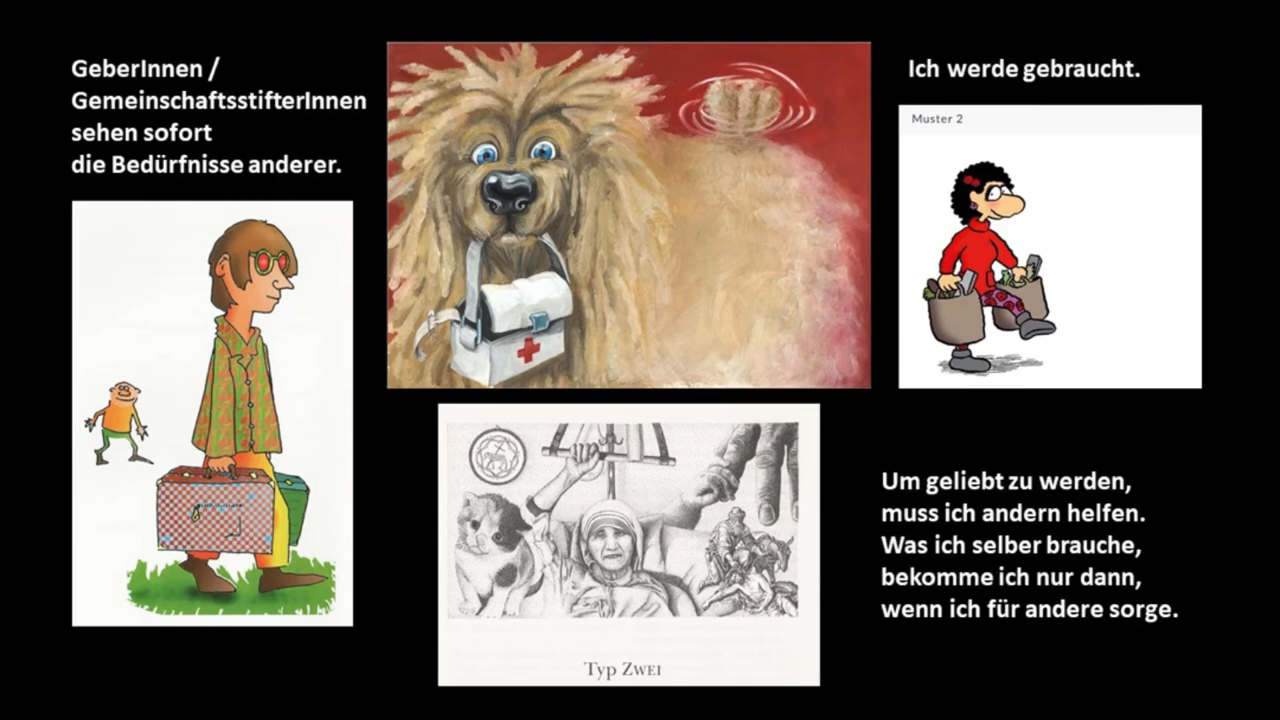 GeberInnen /
GemeinschaftsstifterInnen
sehen sofort
die Bedürfnisse anderer.
Ich werde gebraucht.
Muster 2
Um geliebt zu werden,
muss ich andern helfen.
Was ich selber brauche,
bekomme ich nur dann,
wenn ich für andere sorge.
Typ ZWEI